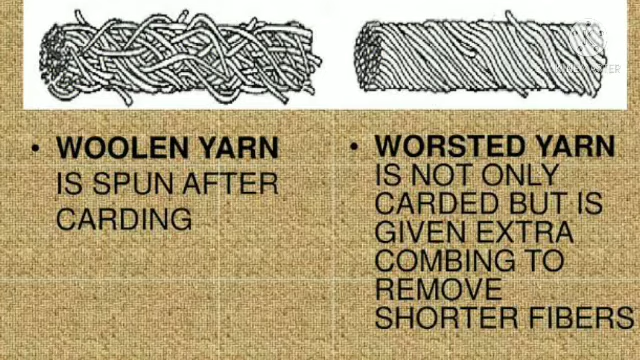 • WOOLEN YARN
IS SPUN AFTER
CARDING
• WORSTED YARN
IS NOT ONLY
CARDED BUT IS
GIVEN EXTRA
COMBING TO
REMOVE
SHORTER FIBERS